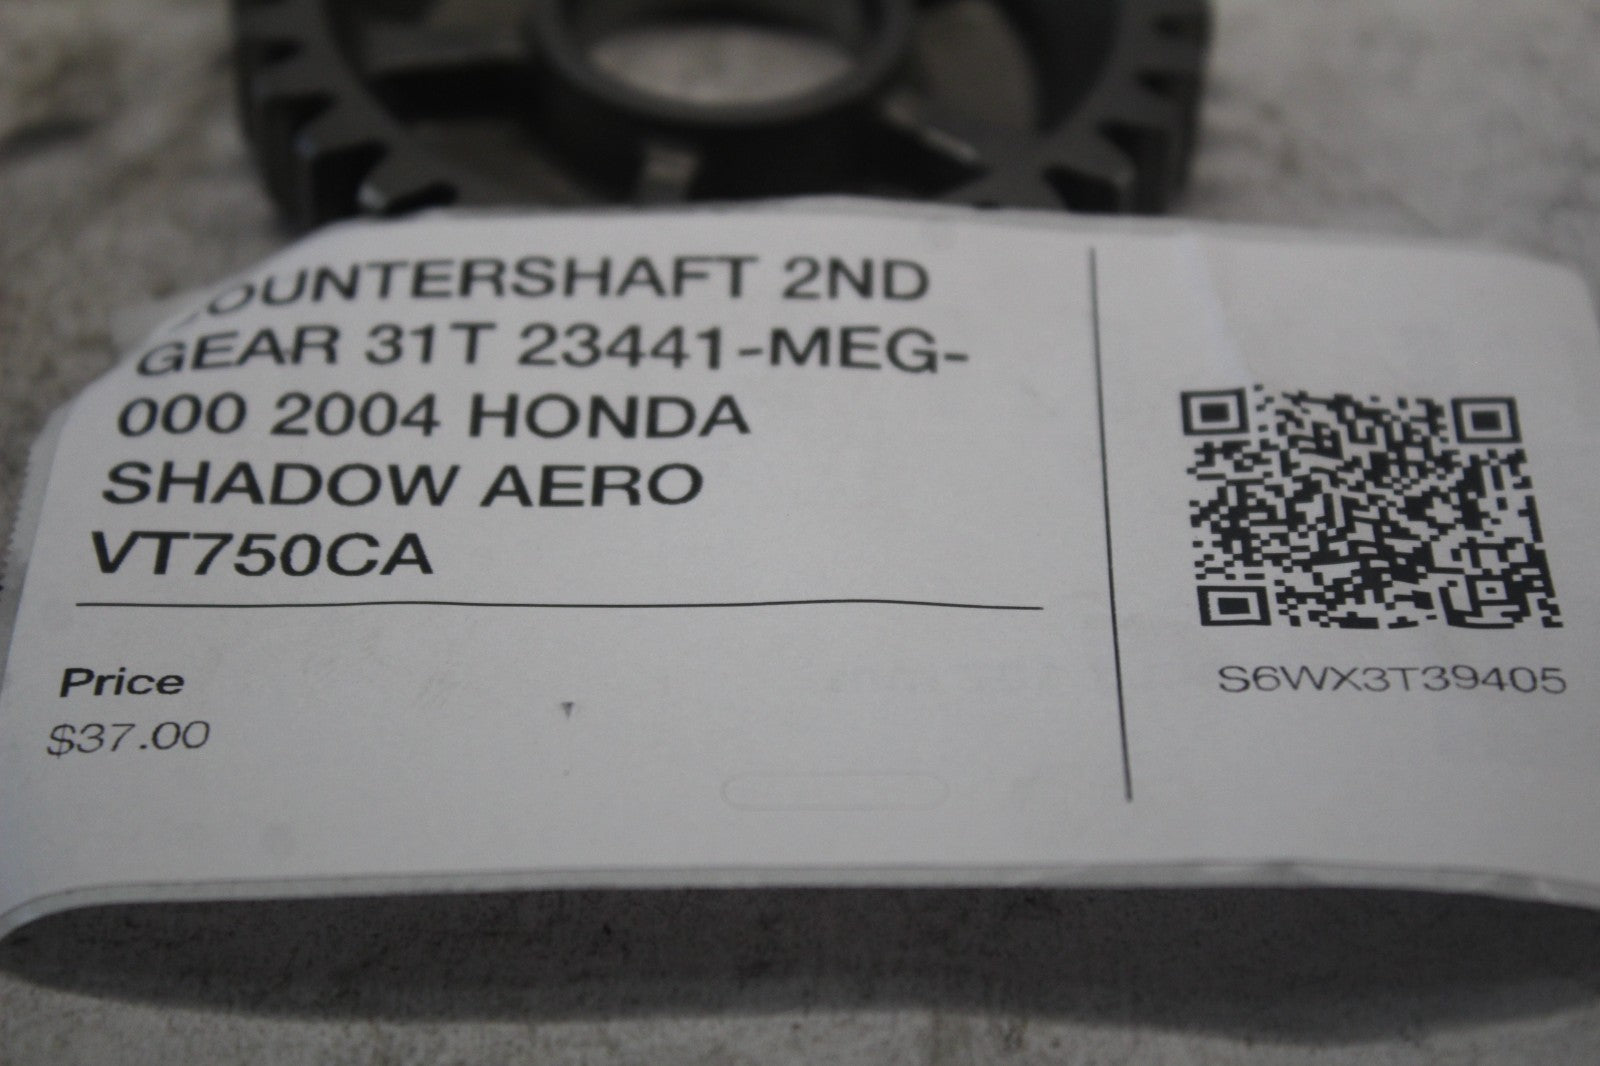 COUNTERSHAFT 2ND
GEAR 31T 23441-MEG-
000 2004 HONDA
SHADOW AERO
VT750CA
Price
$37.00
S6WX3T39405